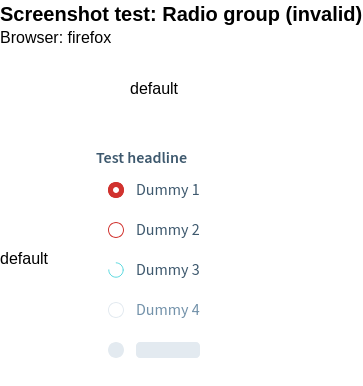 Screenshot test: Radio group (invalid)
Browser: firefox
default
Test headline
Dummy 1
Dummy 2
default
Dummy 3
Dummy 4